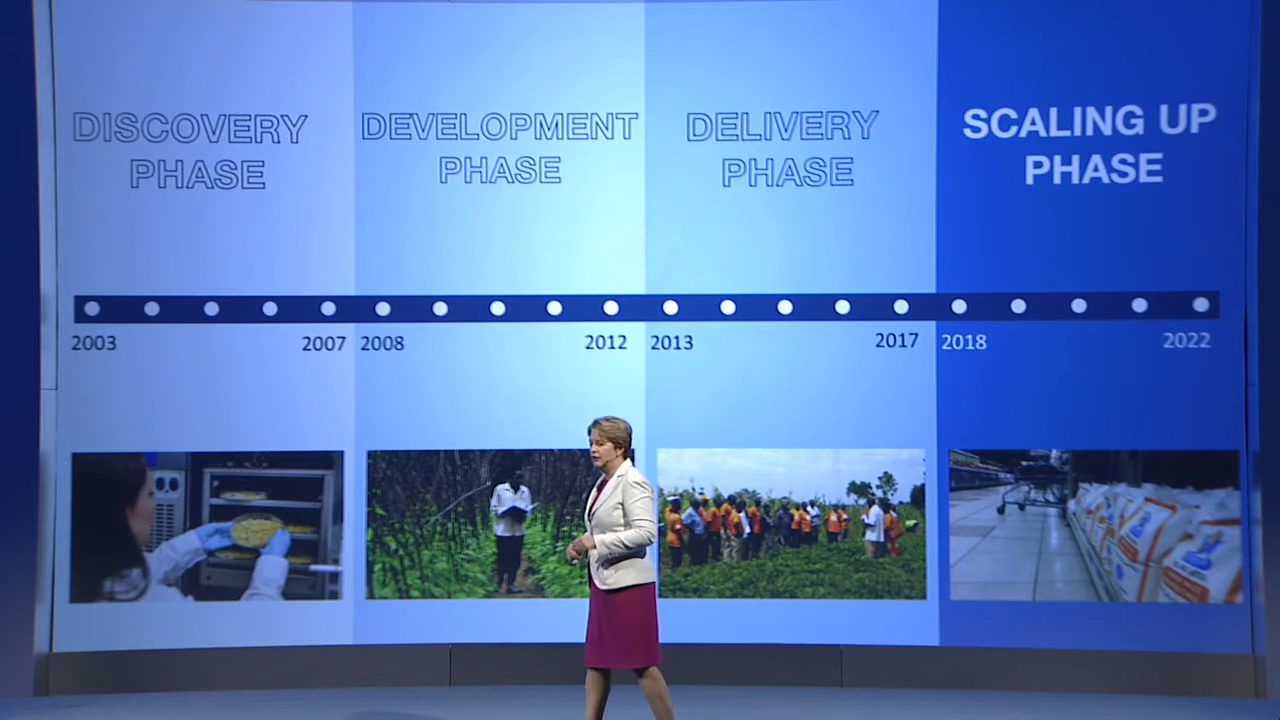 DISCOVERY
PHASE
DEVELOPMENT
PHASE
DELIVERY
PHASE
SCALING UP
PHASE
2003
2007
2008
2012
2013
2017
2018
2022